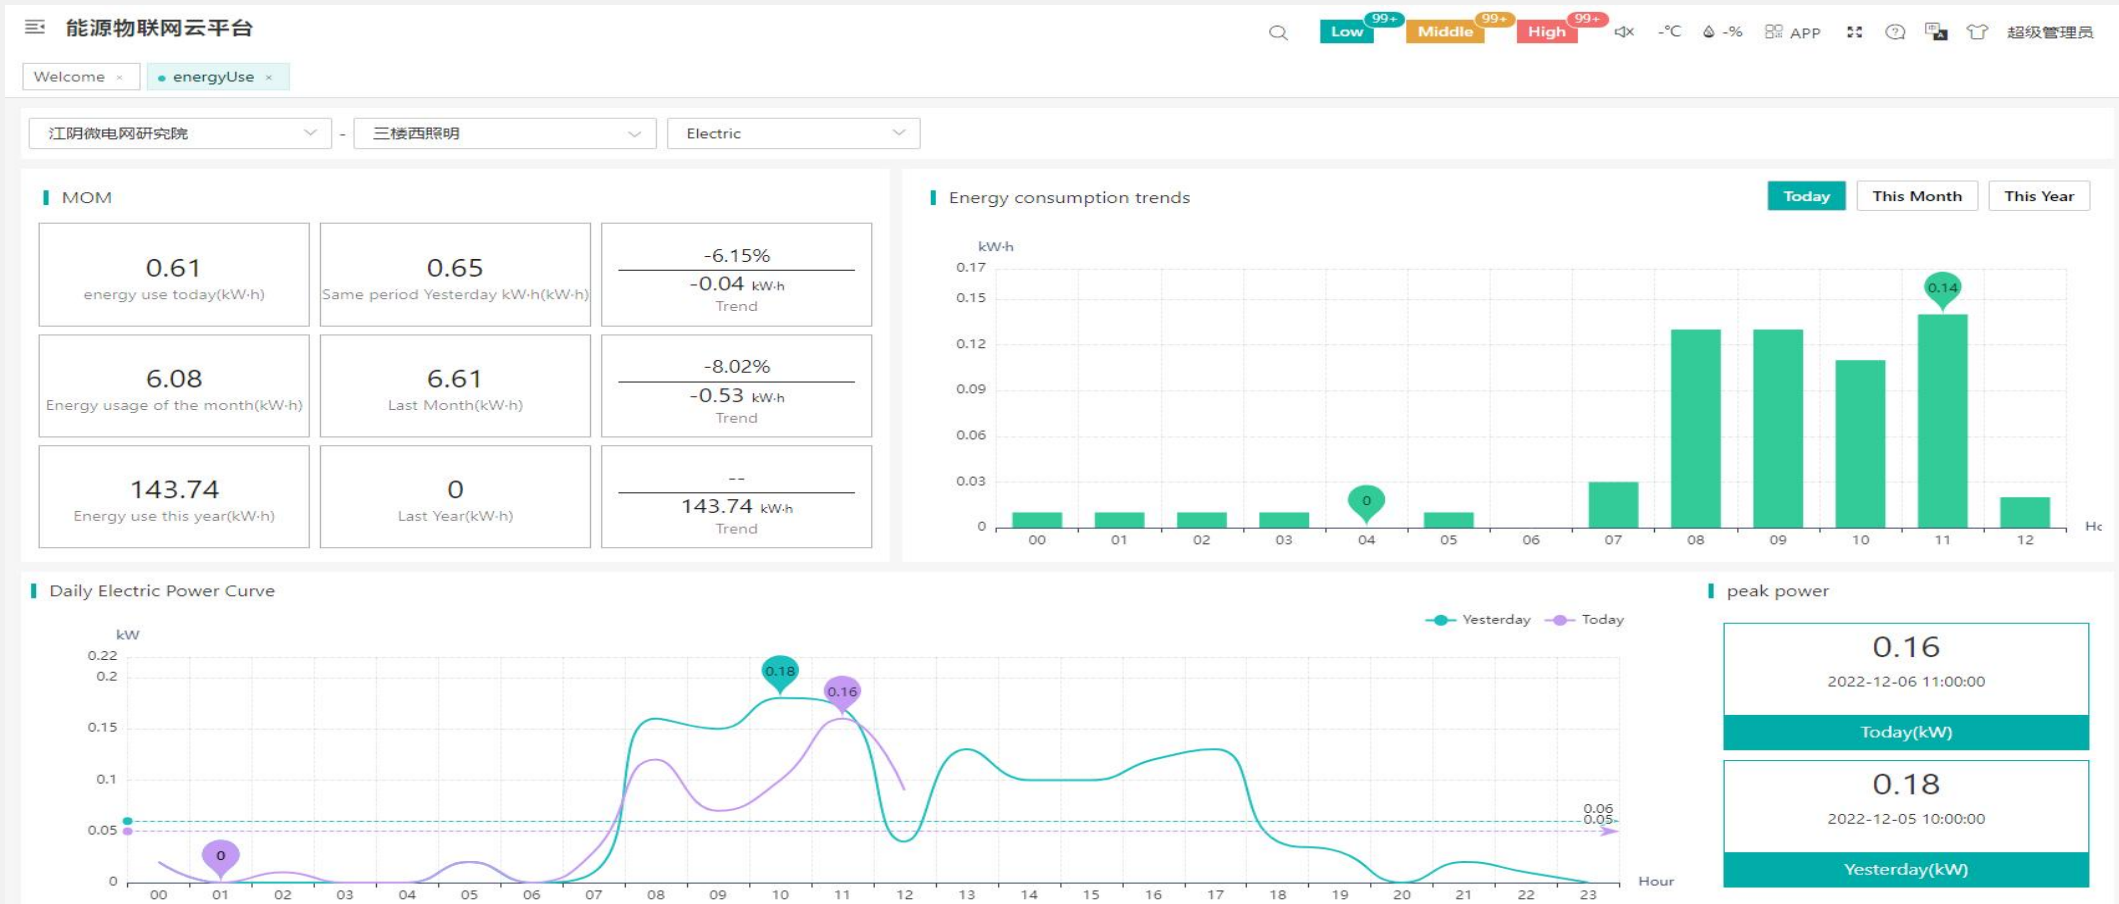 能源物联网云平台
Low 99+ Middle 99+ High 99+ -℃ -% APP 超级管理员
Welcome × energyUse ×
江阴微电网研究院 - 三楼西照明 Electric
MOM
0.61
energy use today(kW·h)
0.65
Same period Yesterday kW·h(kW·h)
-6.15%
-0.04 kW·h
Trend
6.08
Energy usage of the month(kW·h)
6.61
Last Month(kW·h)
-8.02%
-0.53 kW·h
Trend
143.74
Energy use this year(kW·h)
0
Last Year(kW·h)
--
143.74 kW·h
Trend
Energy consumption trends
Today This Month This Year
kW·h
0.17
0.15
0.12
0.09
0.06
0.03
0
0.14
0
00 01 02 03 04 05 06 07 08 09 10 11 12
Daily Electric Power Curve
Yesterday Today
kW
0.22
0.2
0.15
0.1
0.05
0
0.18
0.16
0
0.06
0.05
00 01 02 03 04 05 06 07 08 09 10 11 12 13 14 15 16 17 18 19 20 21 22 23
Hour
peak power
0.16
2022-12-06 11:00:00
Today(kW)
0.18
2022-12-05 10:00:00
Yesterday(kW)